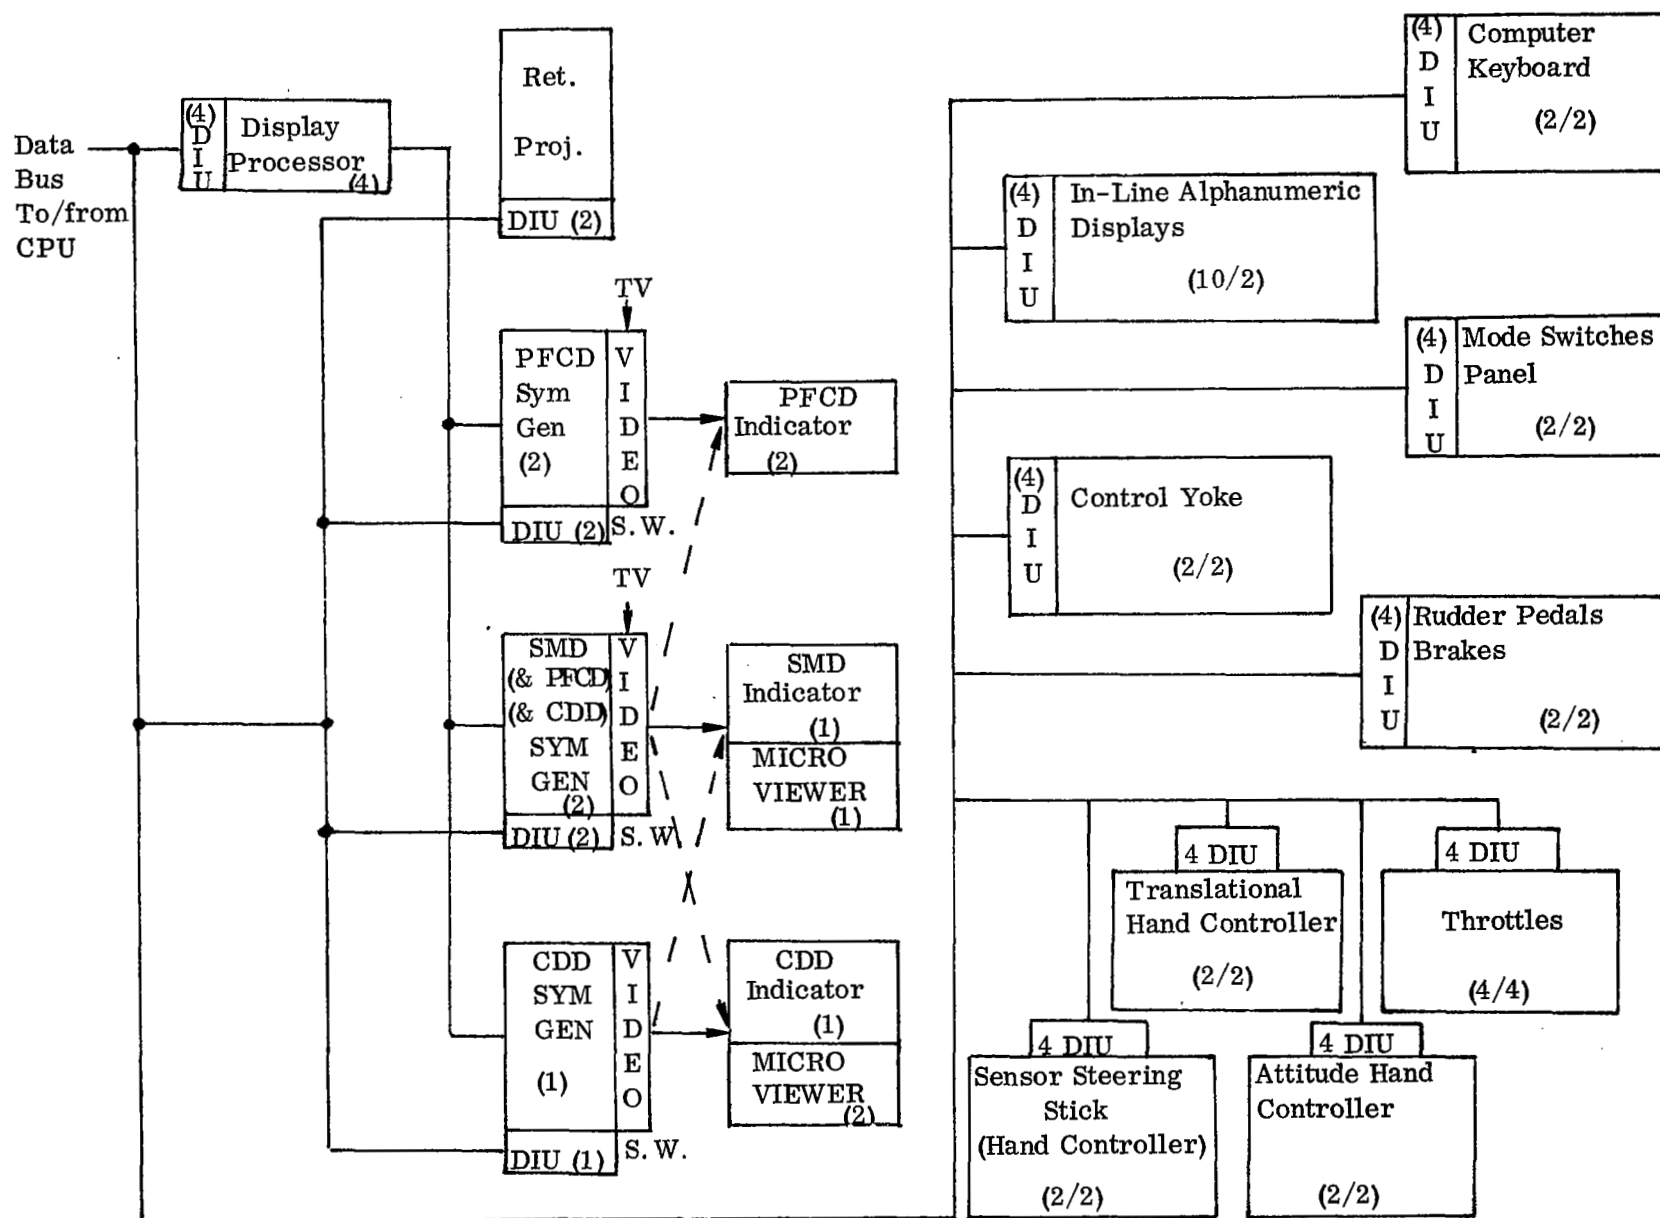 Data
Bus
To/from
CPU
(4)
D
I
U
Display
Processor
(4)
Ret.
Proj.
DIU (2)
TV
PFCD
Sym
Gen
(2)
V
I
D
E
O
DIU (2)
S.W.
PFCD
Indicator
(2)
TV
SMD
(& PFCD)
(& CDD)
SYM
GEN
(2)
V
I
D
E
O
DIU (2)
S.W
SMD
Indicator
(1)
MICRO
VIEWER
(1)
CDD
SYM
GEN
(1)
V
I
D
E
O
DIU (1)
S.W.
CDD
Indicator
(1)
MICRO
VIEWER
(2)
(4)
D
I
U
Computer
Keyboard
(2/2)
(4)
D
I
U
In-Line Alphanumeric
Displays
(10/2)
(4)
D
I
U
Mode Switches
Panel
(2/2)
(4)
D
I
U
Control Yoke
(2/2)
(4)
D
I
U
Rudder Pedals
Brakes
(2/2)
4 DIU
Translational
Hand Controller
(2/2)
4 DIU
Throttles
(4/4)
4 DIU
Sensor Steering
Stick
(Hand Controller)
(2/2)
4 DIU
Attitude Hand
Controller
(2/2)